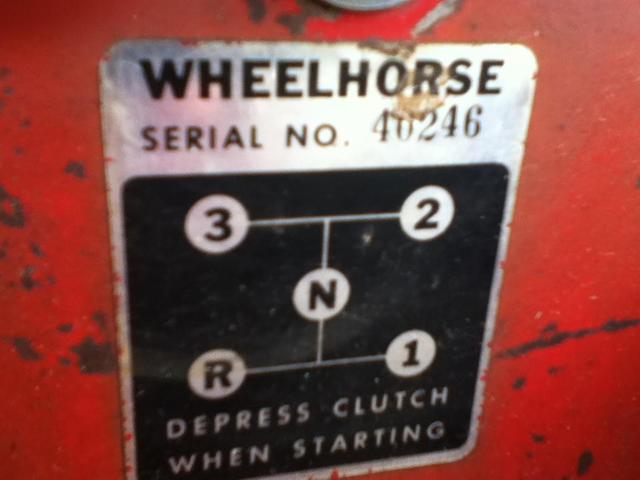 WHEELHORSE
SERIAL NO. 40246
3 2
N
R 1
DEPRESS CLUTCH
WHEN STARTING